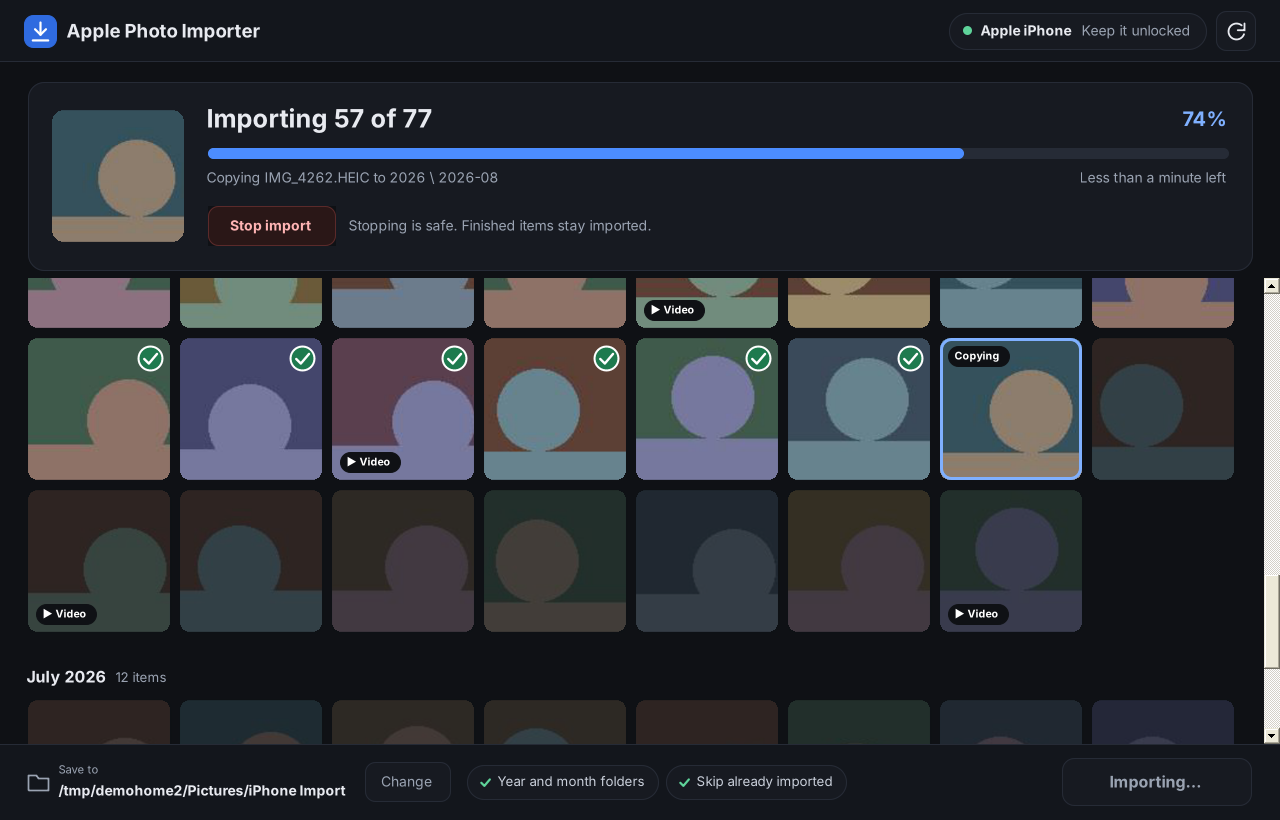 Apple Photo Importer
Apple iPhone Keep it unlocked
Importing 57 of 77
74%
Copying IMG_4262.HEIC to 2026 \ 2026-08
Less than a minute left
Stop import
Stopping is safe. Finished items stay imported.
Video
Copying
Video
Video
Video
July 2026 12 items
Save to
/tmp/demohome2/Pictures/iPhone Import
Change
Year and month folders
Skip already imported
Importing...